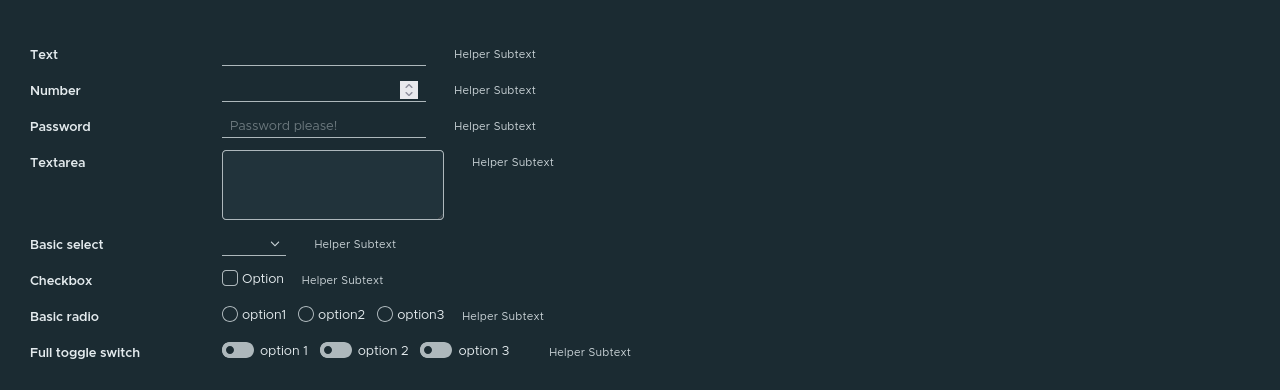 Text Helper Subtext
Number Helper Subtext
Password Password please! Helper Subtext
Textarea Helper Subtext
Basic select Helper Subtext
Checkbox Option Helper Subtext
Basic radio option1 option2 option3 Helper Subtext
Full toggle switch option 1 option 2 option 3 Helper Subtext